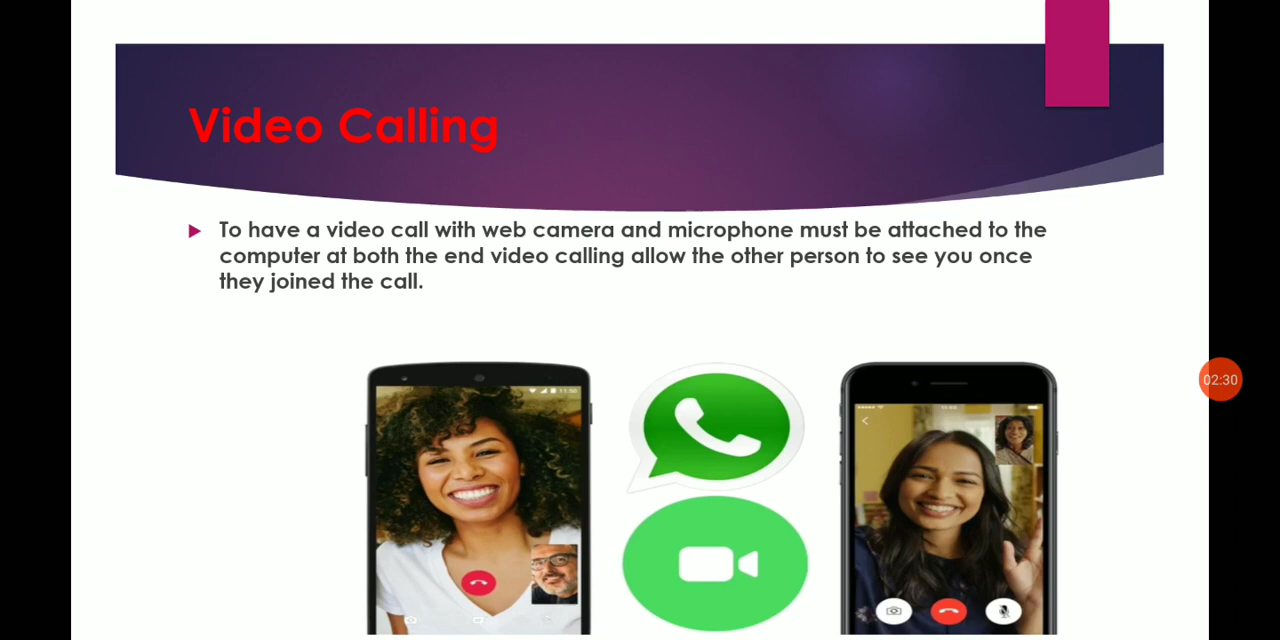 Video Calling
To have a video call with web camera and microphone must be attached to the
computer at both the end video calling allow the other person to see you once
they joined the call.
02:30